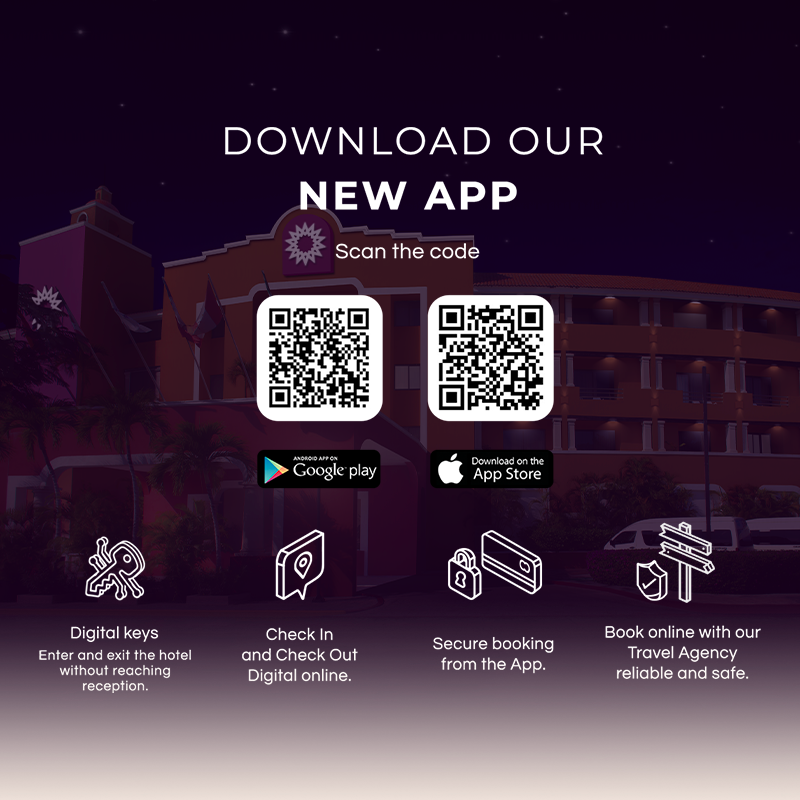 DOWNLOAD OUR
NEW APP
Scan the code
ANDROID APP ON
Google play
Download on the
App Store
Digital keys
Enter and exit the hotel
without reaching
reception.
Check In
and Check Out
Digital online.
Secure booking
from the App.
Book online with our
Travel Agency
reliable and safe.